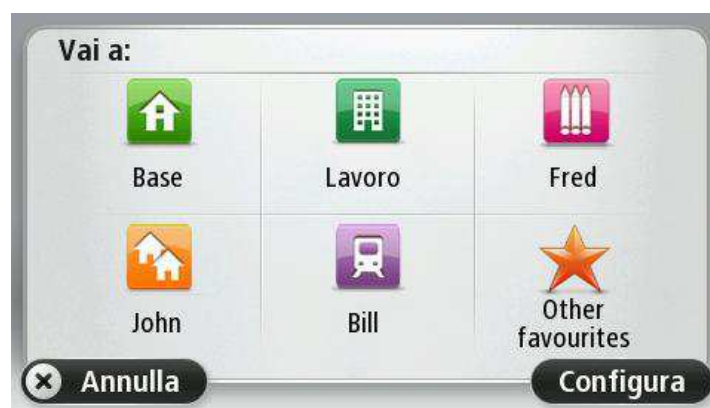 Vai a:
Base
Lavoro
Fred
John
Bill
Other
favourites
Annulla
Configura